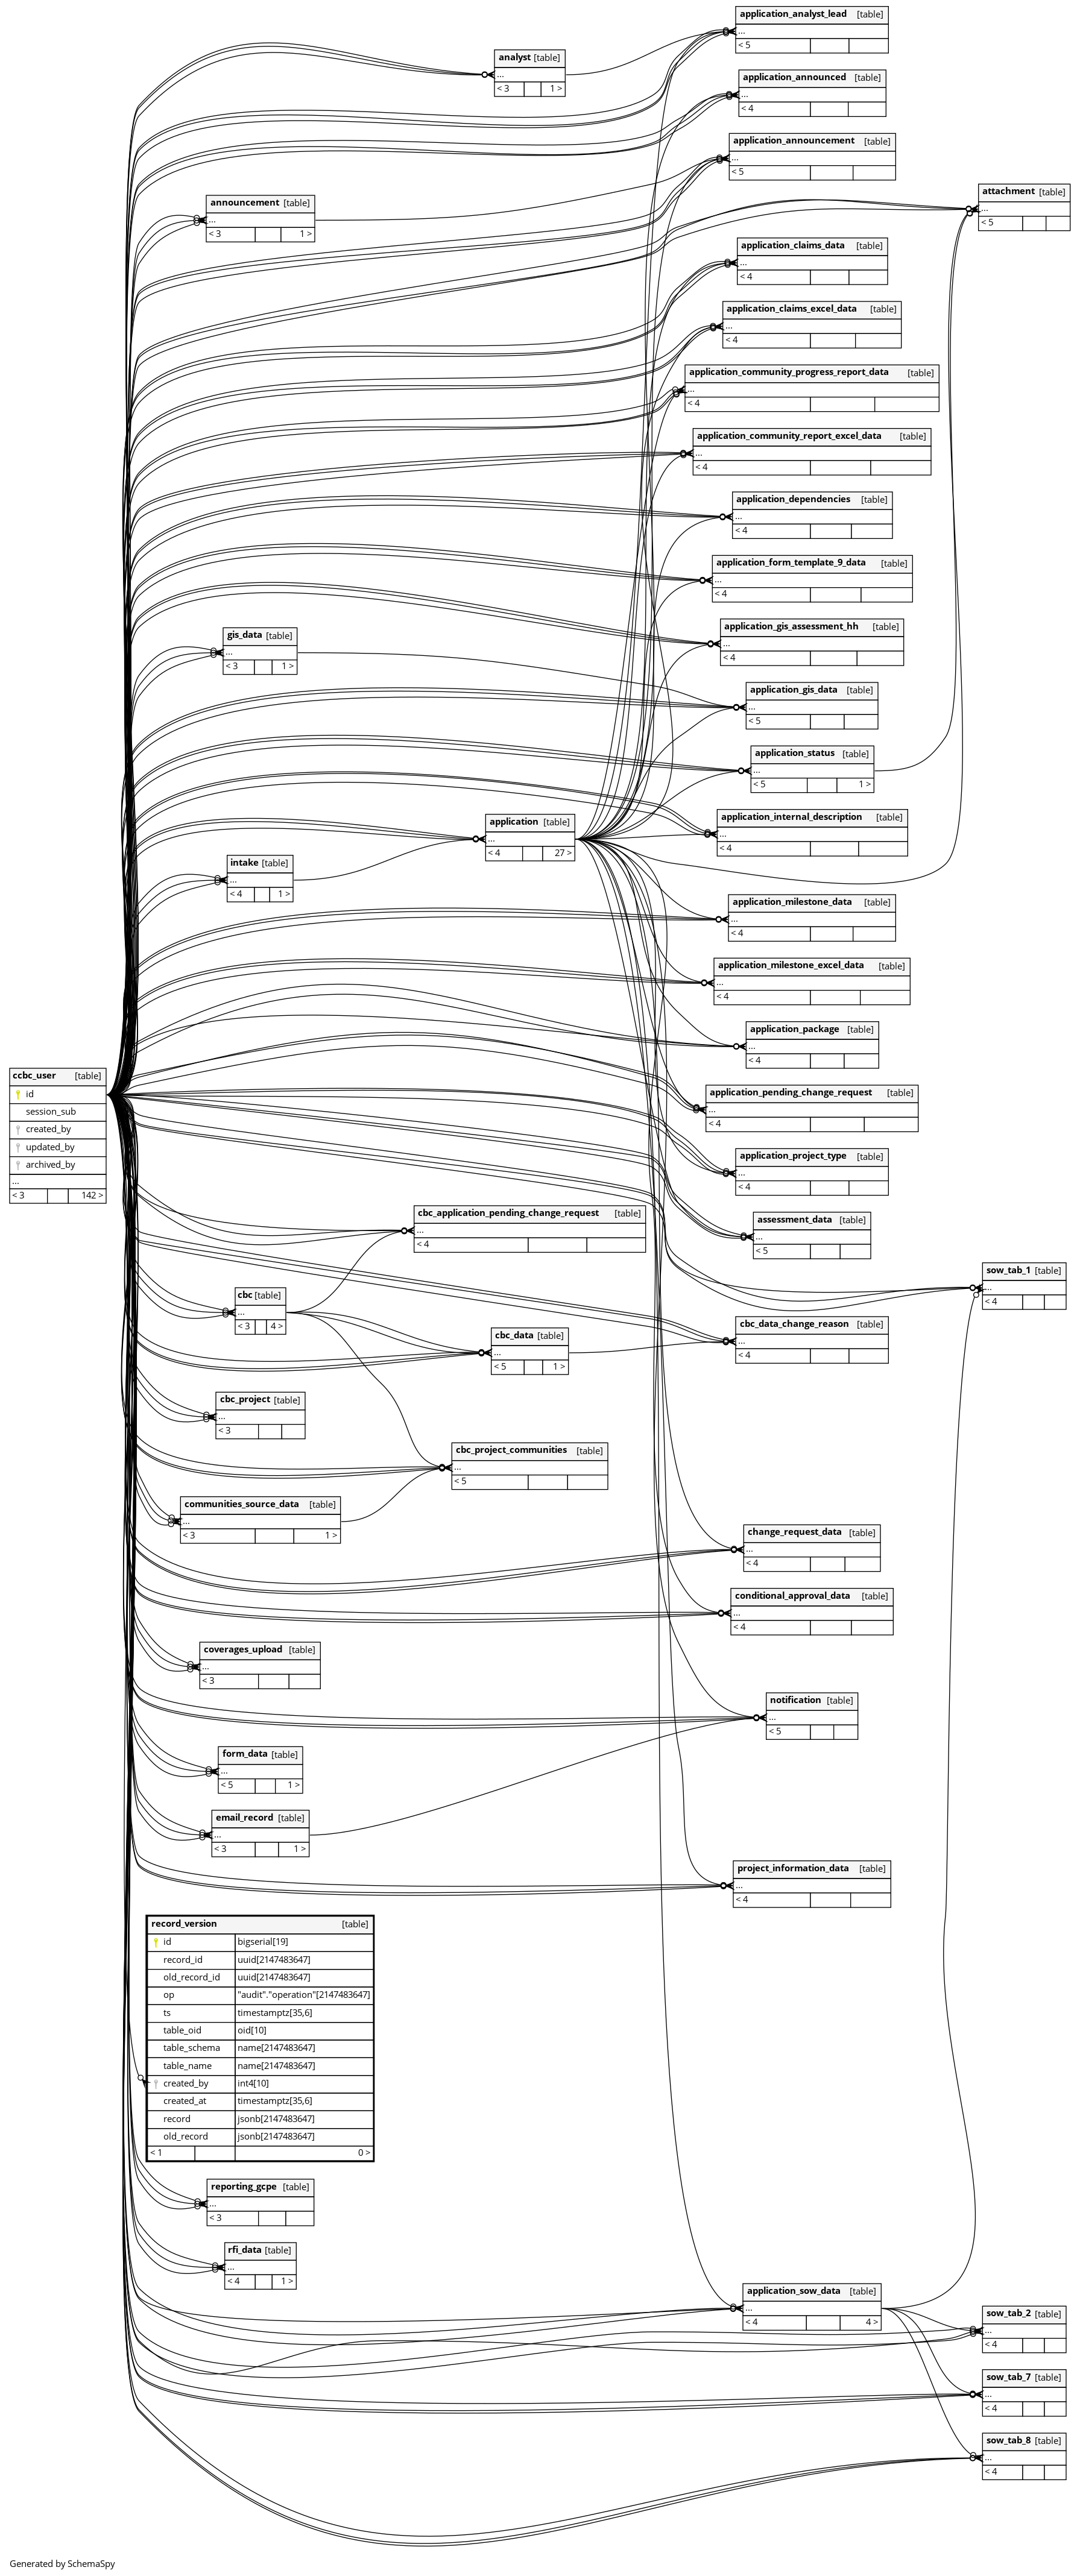 application_analyst_lead [table]
...
< 5
analyst [table]
...
< 3 1 >
application_announced [table]
...
< 4
application_announcement [table]
...
< 5
attachment [table]
...
< 5
announcement [table]
...
< 3 1 >
application_claims_data [table]
...
< 4
application_claims_excel_data [table]
...
< 4
application_community_progress_report_data [table]
...
< 4
application_community_report_excel_data [table]
...
< 4
application_dependencies [table]
...
< 4
application_form_template_9_data [table]
...
< 4
application_gis_assessment_hh [table]
...
< 4
gis_data [table]
...
< 3 1 >
application_gis_data [table]
...
< 5
application_status [table]
...
< 5 1 >
application_internal_description [table]
...
< 4
application [table]
...
< 4 27 >
intake [table]
...
< 4 1 >
application_milestone_data [table]
...
< 4
application_milestone_excel_data [table]
...
< 4
application_package [table]
...
< 4
ccbc_user [table]
id
session_sub
created_by
updated_by
archived_by
...
< 3 142 >
application_pending_change_request [table]
...
< 4
application_project_type [table]
...
< 4
cbc_application_pending_change_request [table]
...
< 4
assessment_data [table]
...
< 5
sow_tab_1 [table]
...
< 4
cbc [table]
...
< 3 4 >
cbc_data_change_reason [table]
...
< 4
cbc_data [table]
...
< 5 1 >
cbc_project [table]
...
< 3
cbc_project_communities [table]
...
< 5
communities_source_data [table]
...
< 3 1 >
change_request_data [table]
...
< 4
conditional_approval_data [table]
...
< 4
coverages_upload [table]
...
< 3
notification [table]
...
< 5
form_data [table]
...
< 5 1 >
email_record [table]
...
< 3 1 >
project_information_data [table]
...
< 4
record_version [table]
id bigserial[19]
record_id uuid[2147483647]
old_record_id uuid[2147483647]
op "audit"."operation"[2147483647]
ts timestamptz[35,6]
table_oid oid[10]
table_schema name[2147483647]
table_name name[2147483647]
created_by int4[10]
created_at timestamptz[35,6]
record jsonb[2147483647]
old_record jsonb[2147483647]
< 1 0 >
reporting_gcpe [table]
...
< 3
rfi_data [table]
...
< 4 1 >
application_sow_data [table]
...
< 4 4 >
sow_tab_2 [table]
...
< 4
sow_tab_7 [table]
...
< 4
sow_tab_8 [table]
...
< 4
Generated by SchemaSpy